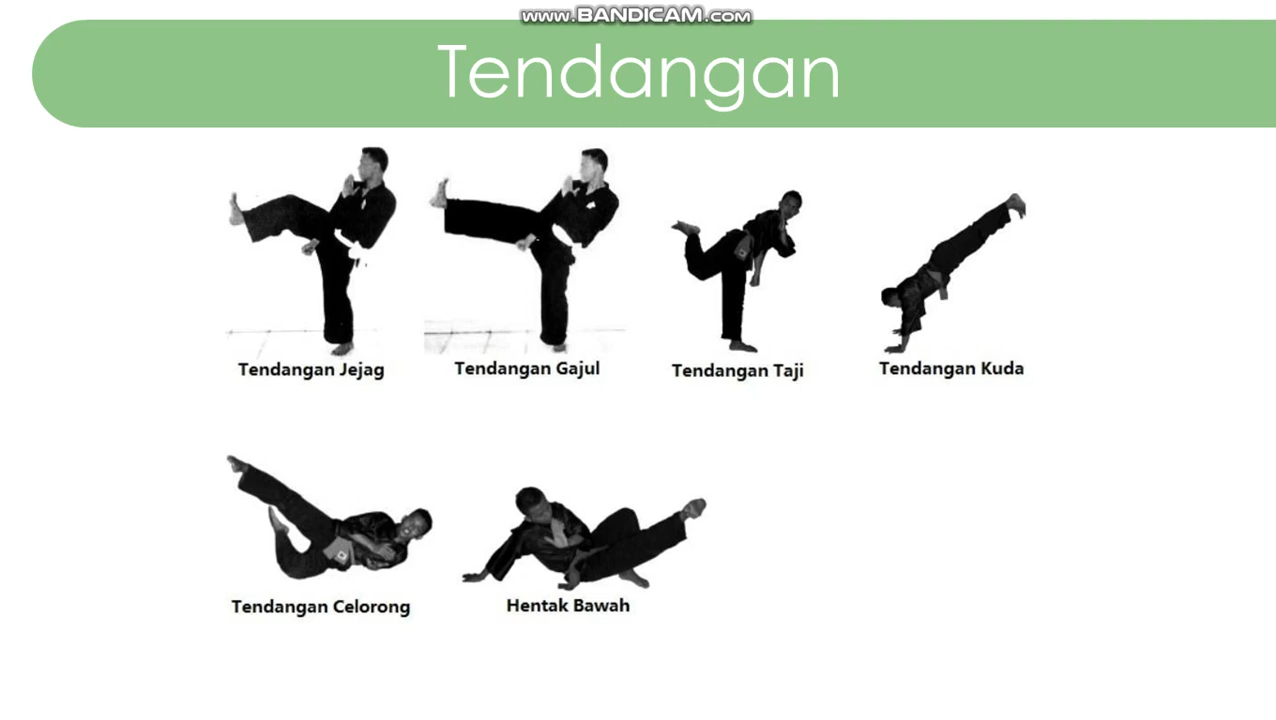 www.BANDICAM.com
Tendangan
Tendangan Jejag
Tendangan Gajul
Tendangan Taji
Tendangan Kuda
Tendangan Celorong
Hentak Bawah